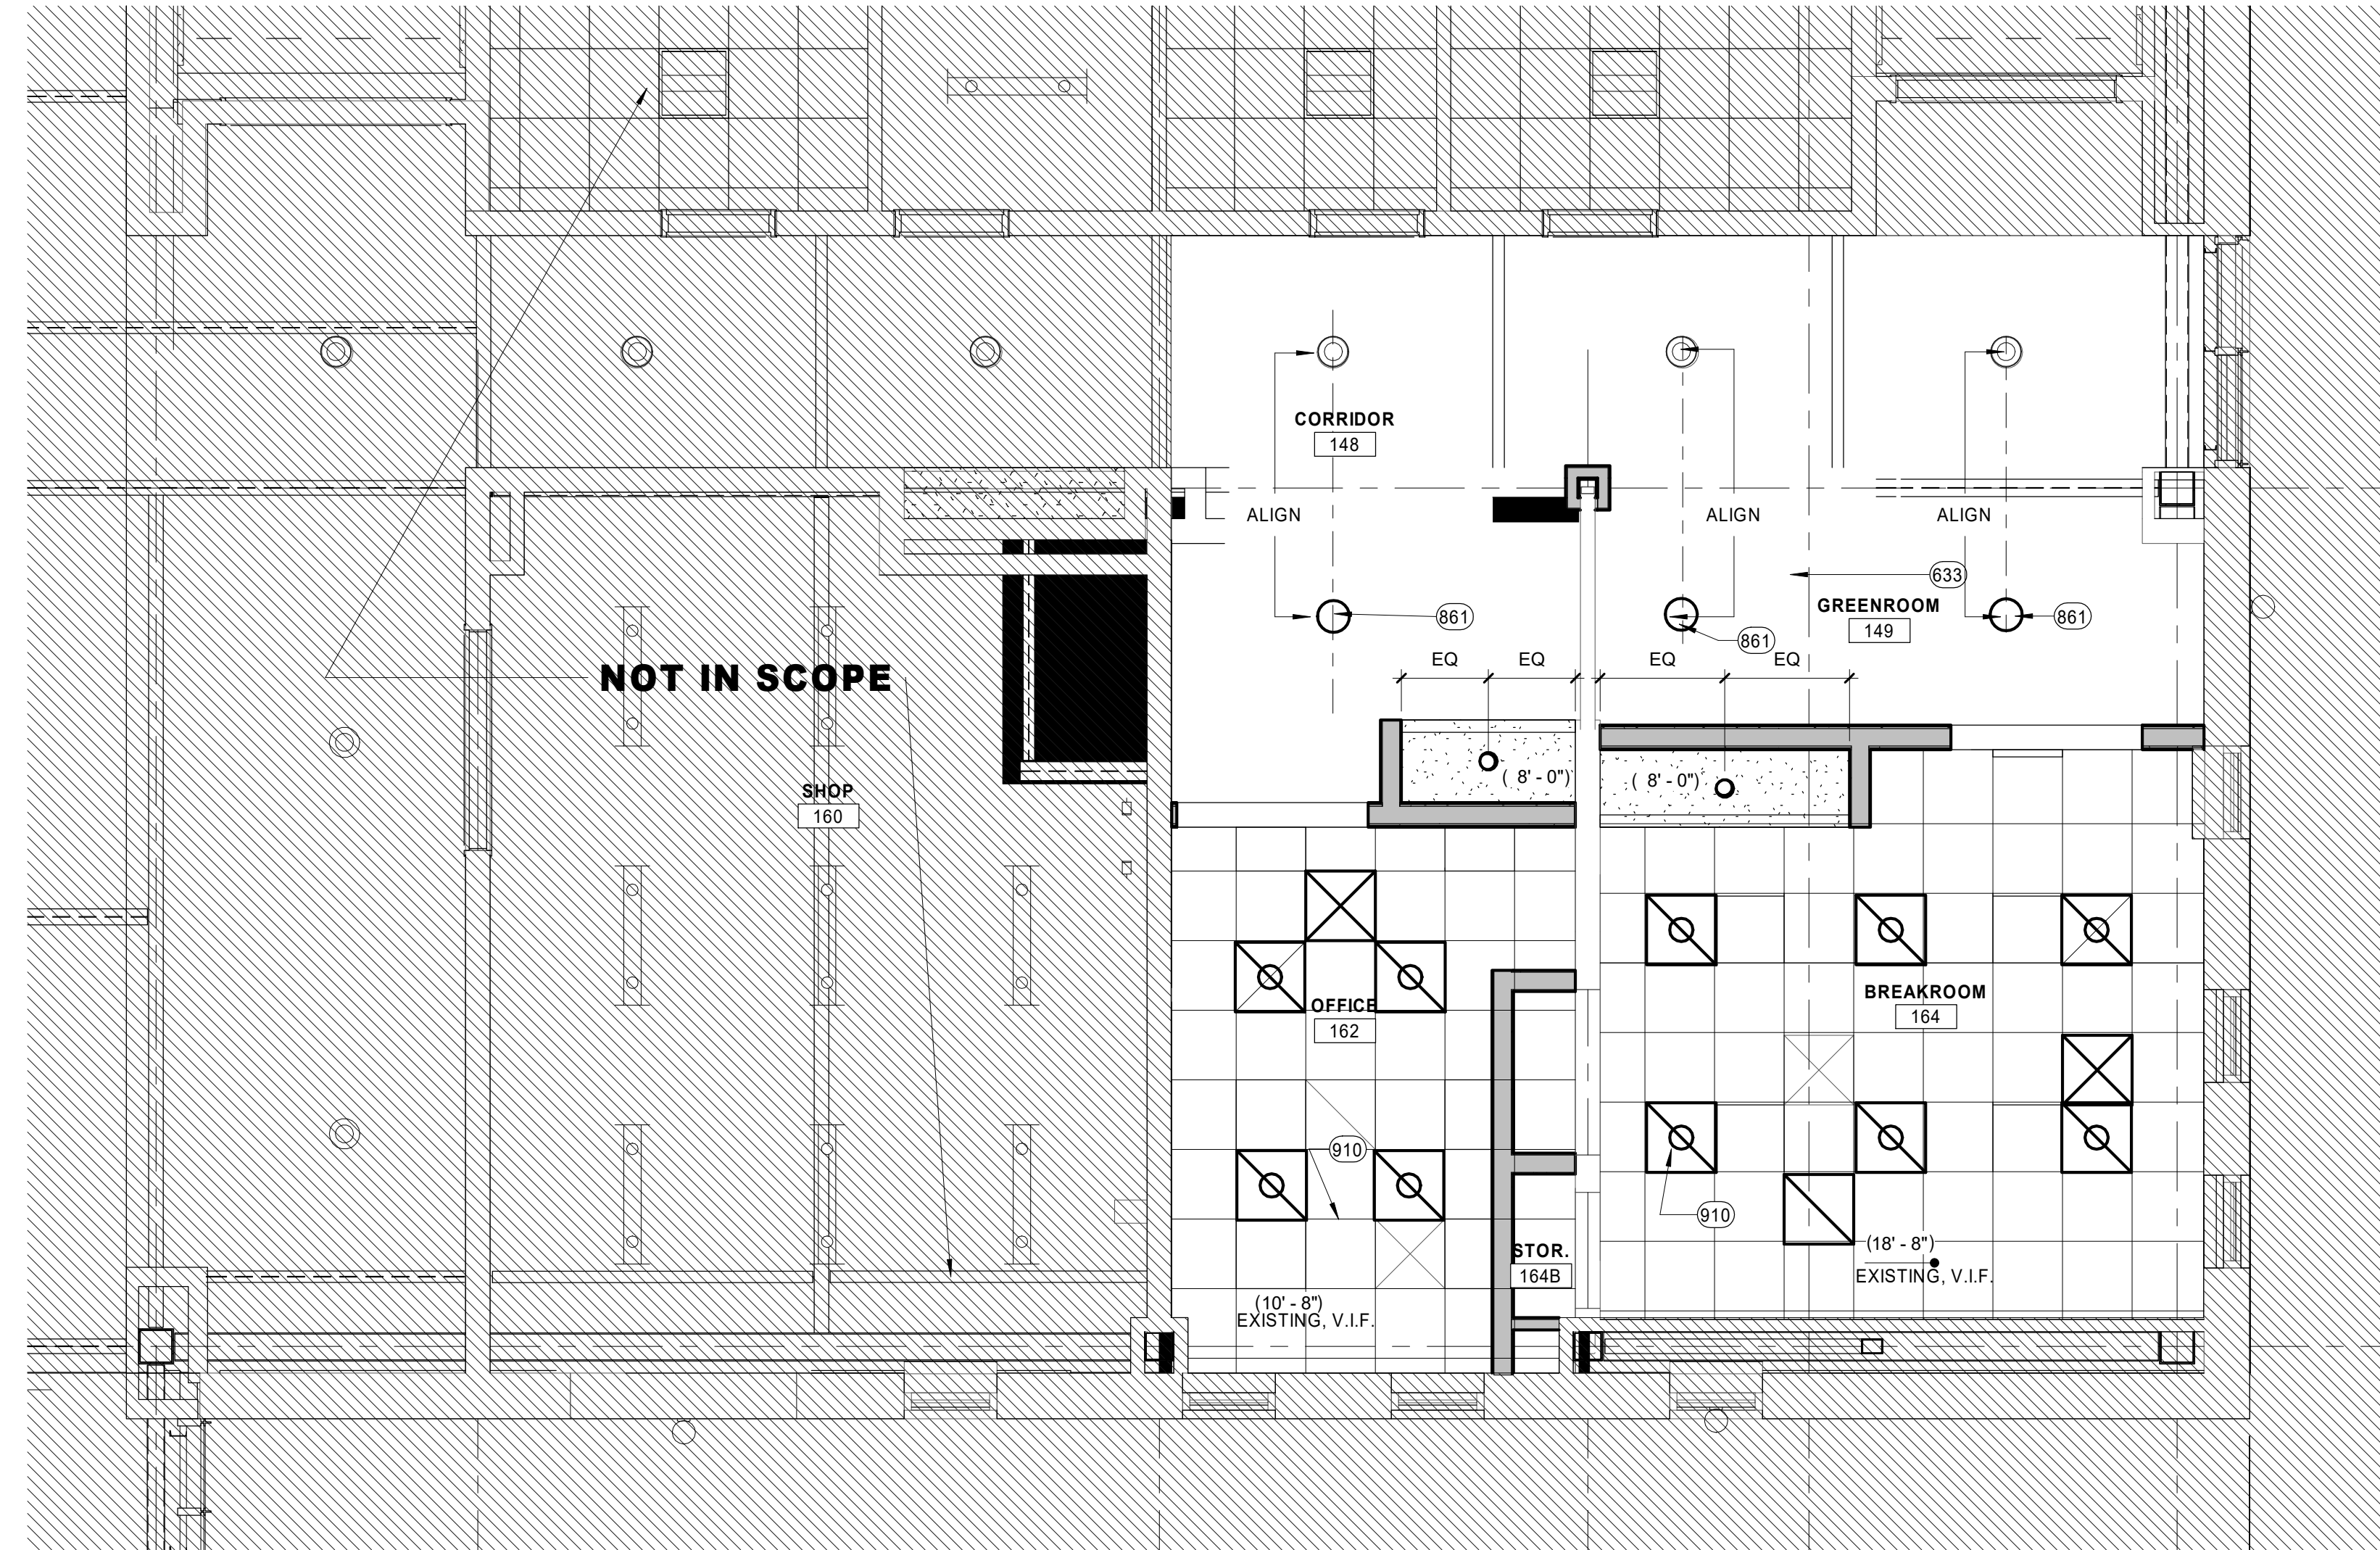 CORRIDOR
148
ALIGN
ALIGN
ALIGN
633
GREENROOM
149
861
861
861
EQ
EQ
EQ
EQ
NOT IN SCOPE
( 8' - 0")
( 8' - 0")
SHOP
160
BREAKROOM
164
OFFICE
162
910
910
STOR.
164B
(18' - 8")
EXISTING, V.I.F.
(10' - 8")
EXISTING, V.I.F.